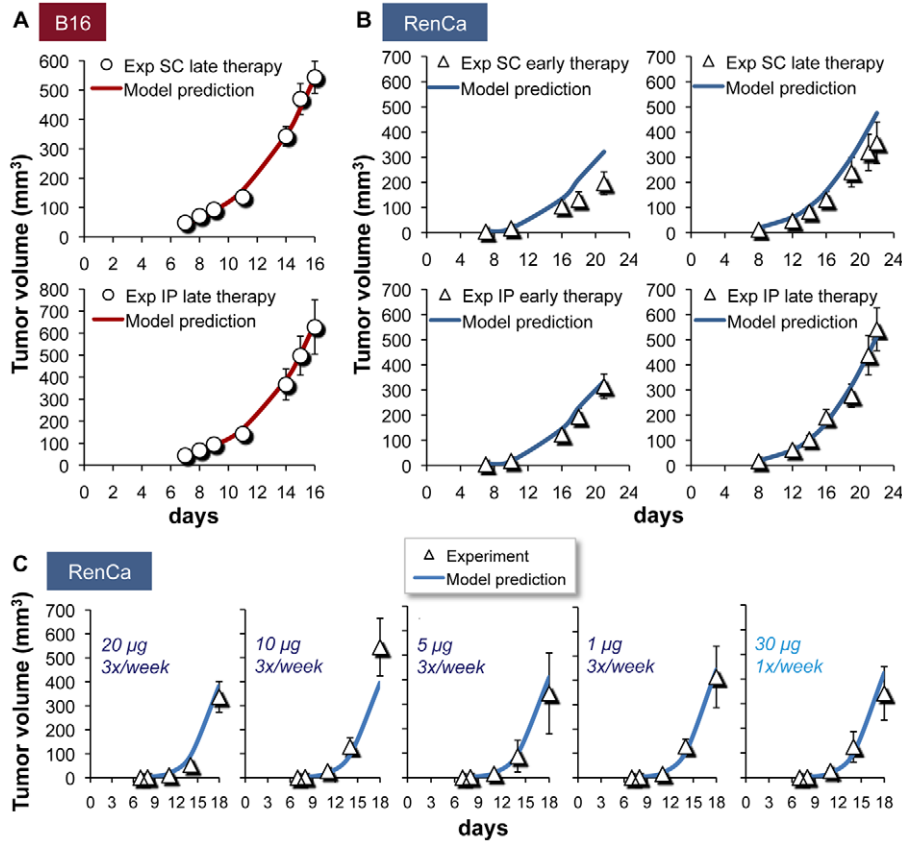 A B16
Exp SC late therapy
Model prediction
600
500
400
300
200
100
0
0 2 4 6 8 10 12 14 16
Exp IP late therapy
Model prediction
800
700
600
500
400
300
200
100
0
0 2 4 6 8 10 12 14 16
Tumor volume (mm³)
days
B RenCa
Exp SC early therapy
Model prediction
700
600
500
400
300
200
100
0
0 2 4 6 8 10 12 14 16
Exp SC late therapy
Model prediction
700
600
500
400
300
200
100
0
0 4 8 12 16 20 24
Exp IP early therapy
Model prediction
700
600
500
400
300
200
100
0
0 4 8 12 16 20 24
Exp IP late therapy
Model prediction
700
600
500
400
300
200
100
0
0 4 8 12 16 20 24
Tumor volume (mm³)
days
C RenCa
Experiment
Model prediction
Tumor volume (mm³)
700
600
500
400
300
200
100
0
20 µg
3x/week
0 3 6 9 12 15 18
10 µg
3x/week
0 3 6 9 12 15 18
5 µg
3x/week
0 3 6 9 12 15 18
1 µg
3x/week
0 3 6 9 12 15 18
30 µg
1x/week
0 3 6 9 12 15 18
days